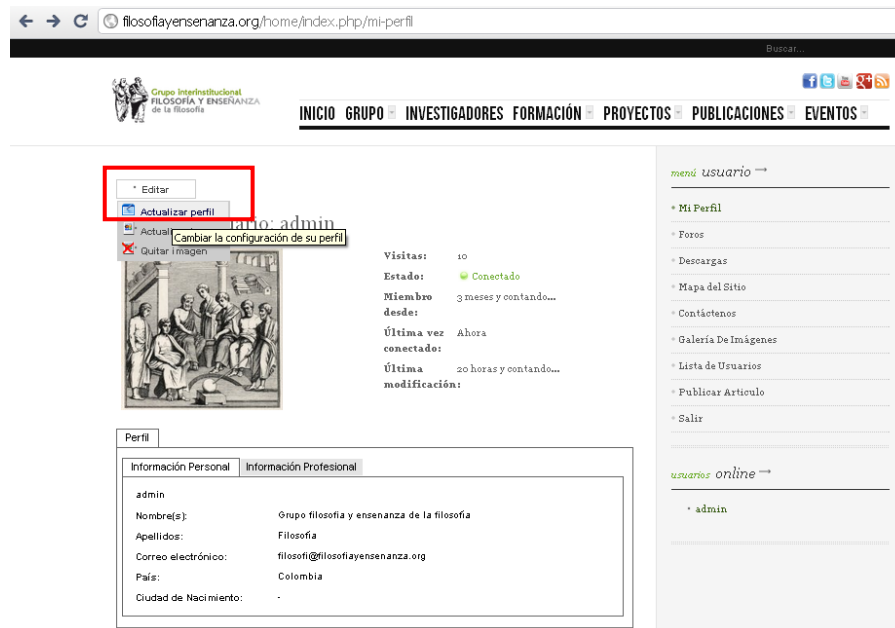 filosofiayensenanza.org/home/index.php/mi-perfil
Buscar...
Grupo interinstitucional
FILOSOFÍA Y ENSEÑANZA
de la filosofía
INICIO GRUPO INVESTIGADORES FORMACIÓN PROYECTOS PUBLICACIONES EVENTOS
Editar
Actualizar perfil
Cambiar la configuración de su perfil
Quitar imagen
admin
Visitas: 10
Estado: Conectado
Miembro desde: 3 meses y contando...
Última vez conectado: Ahora
Última modificación: 20 horas y contando...
Perfil
Información Personal Información Profesional
admin
Nombre(s): Grupo filosofia y ensenanza de la filosofía
Apellidos: Filosofía
Correo electrónico: filosofi@filosofiayensenanza.org
País: Colombia
Ciudad de Nacimiento: -
menú usuario →
Mi Perfil
Foros
Descargas
Mapa del Sitio
Contáctenos
Galería De Imágenes
Lista de Usuarios
Publicar Articulo
Salir
usuarios online →
admin